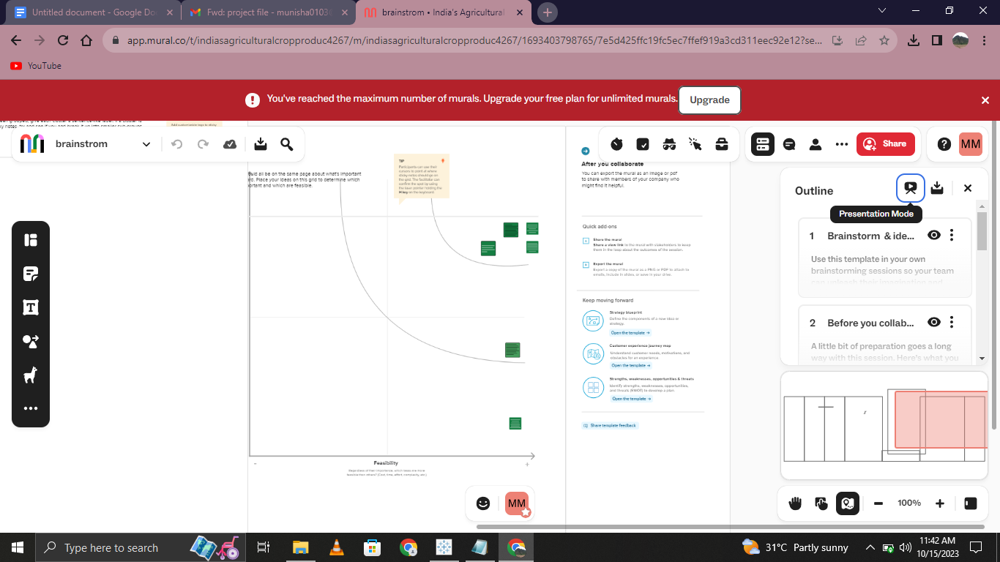 Untitled document - Google Do
Fwd: project file - munisha0103
brainstrom • India's Agricultural
app.mural.co/t/indiasagriculturalcropproduc4267/m/indiasagriculturalcropproduc4267/1693403798765/7e5d425ffc19fc5ec7ffef919a3cd311eec92e12?se...
YouTube
You've reached the maximum number of murals. Upgrade your free plan for unlimited murals.
Upgrade
Add customization tags to sticky
brainstrom
Share
MM
all be on the same page about what's important
Place your ideas on this grid to determine which
and which are feasible.
TIP
Participants can use their
cursors to point at where
sticky notes should go on
the grid. The facilitator can
confirm the spot by using
the laser pointer holding the
H key on the keyboard.
After you collaborate
You can export the mural as an image or pdf
to share with members of your company who
might find it helpful.
Quick add-ons
Share the mural
Share a view link to the mural with stakeholders to keep
them in the loop about the outcomes of the session.
Export the mural
Export a copy of the mural as a PNG or PDF to attach to
emails, include in slides, or save in your drive.
Keep moving forward
Strategy blueprint
Define the components of a new idea or
strategy.
Open the template →
Customer experience journey map
Understand customer needs, motivations, and
obstacles for an experience.
Open the template →
Strengths, weaknesses, opportunities & threats
Identify strengths, weaknesses, opportunities,
and threats (SWOT) to develop a plan.
Open the template →
Share template feedback
Feasibility
Regardless of their importance, which tasks are more
feasible than others? (Cost, time, effort, complexity, etc.)
Outline
Presentation Mode
1 Brainstorm & ide...
Use this template in your own
brainstorming sessions so your team
can unleash their imagination and
2 Before you collab...
A little bit of preparation goes a long
way with this session. Here's what you
MM
100%
Type here to search
31°C Partly sunny
11:42 AM
10/15/2023